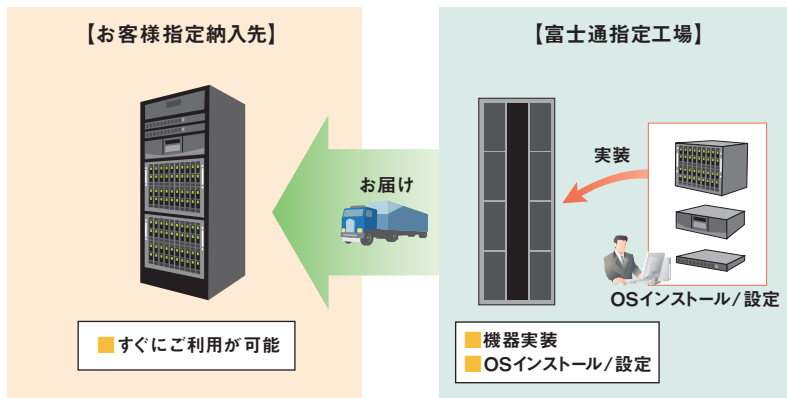 【お客様指定納入先】
【富士通指定工場】
実装
お届け
OSインストール/設定
■すぐにご利用が可能
■機器実装
■OSインストール/設定